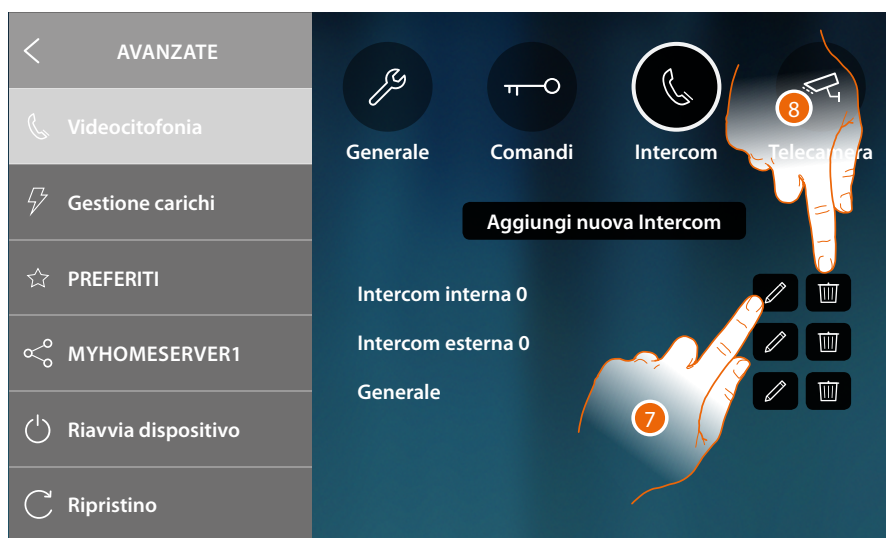 AVANZATE
Videocitofonia
Gestione carichi
PREFERITI
MYHOMESERVER1
Riavvia dispositivo
Ripristino
Generale
Comandi
Intercom
Telecamera
8
Aggiungi nuova Intercom
Intercom interna 0
Intercom esterna 0
Generale
7